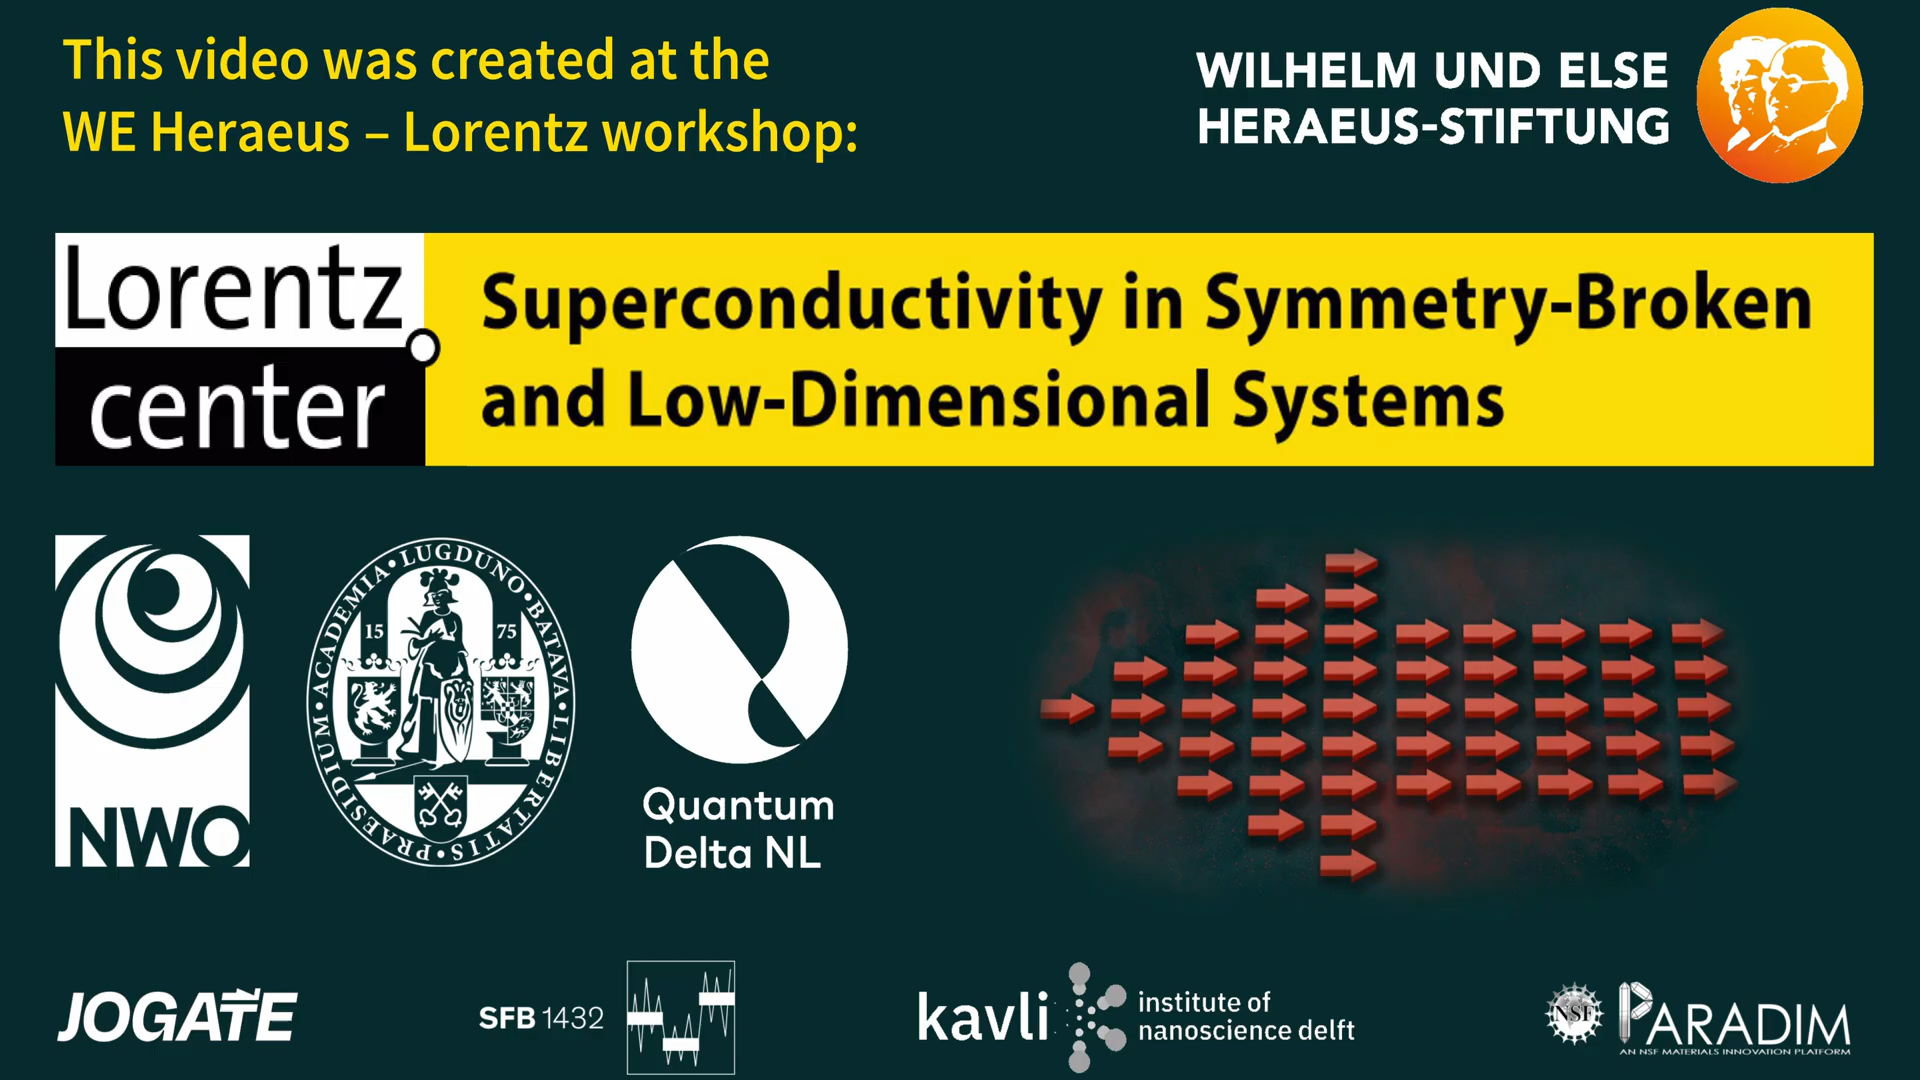 This video was created at the
WE Heraeus – Lorentz workshop:
WILHELM UND ELSE
HERAEUS-STIFTUNG
Lorentz
center
Superconductivity in Symmetry-Broken
and Low-Dimensional Systems
NWO
ACADEMIA • LUGDUNO • BATAVA • LIBERTATIS • PRAESIDIUM •
15 75
Quantum
Delta NL
JOGATE
SFB 1432
kavli
institute of
nanoscience delft
NSF
PARADIM
AN NSF MATERIALS INNOVATION PLATFORM